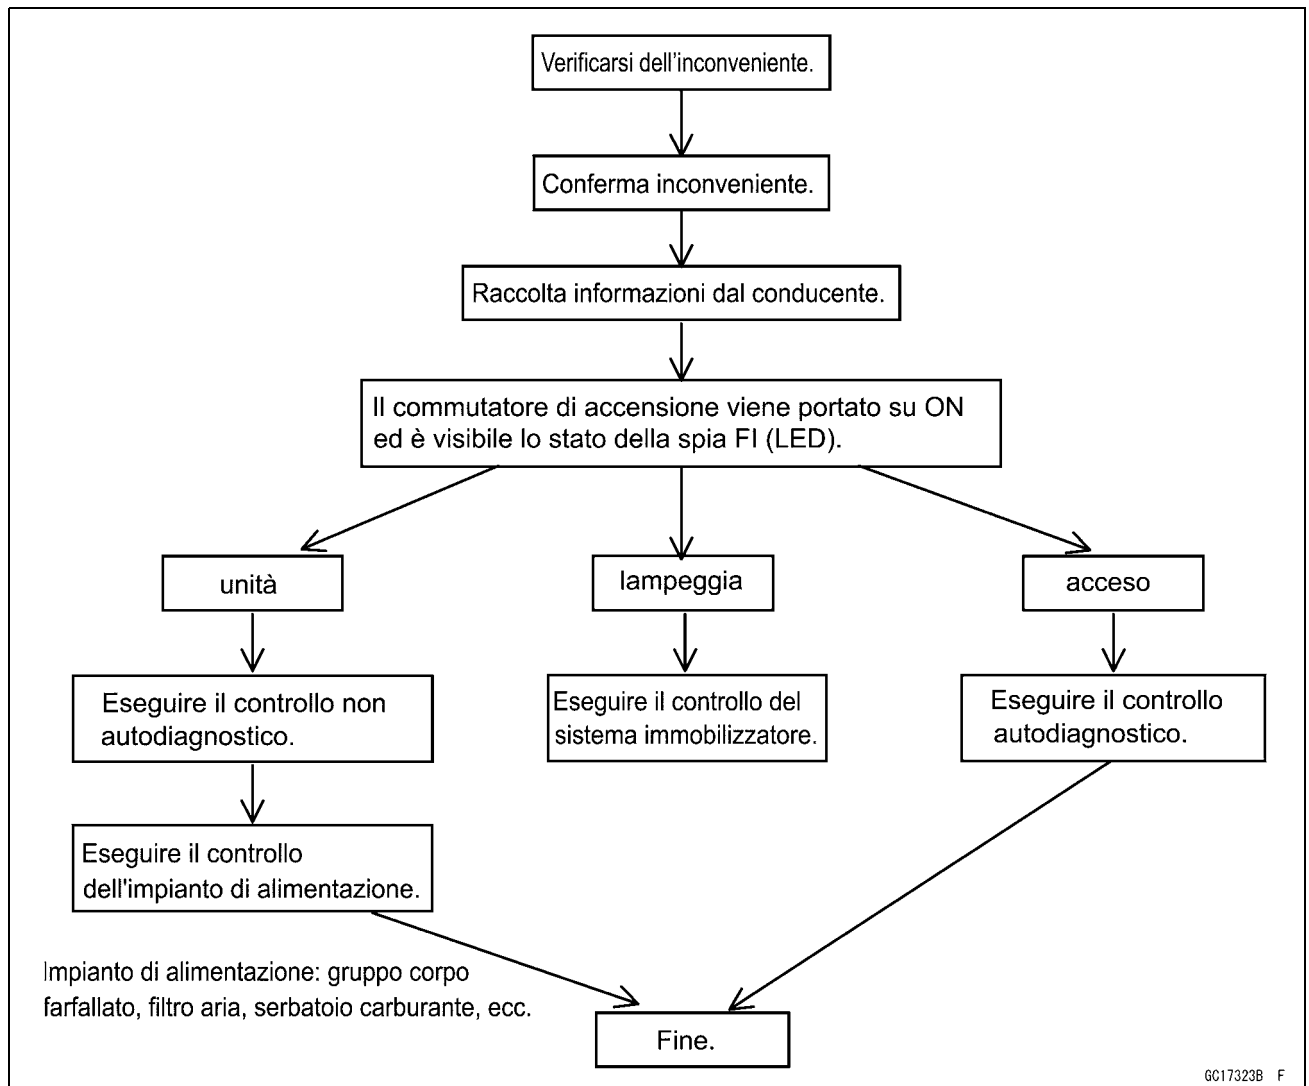 Verificarsi dell'inconveniente.
Conferma inconveniente.
Raccolta informazioni dal conducente.
Il commutatore di accensione viene portato su ON
ed è visibile lo stato della spia FI (LED).
unità
lampeggia
acceso
Eseguire il controllo non
autodiagnostico.
Eseguire il controllo del
sistema immobilizzatore.
Eseguire il controllo
autodiagnostico.
Eseguire il controllo
dell'impianto di alimentazione.
Impianto di alimentazione: gruppo corpo
farfallato, filtro aria, serbatoio carburante, ecc.
Fine.
GC17323B F